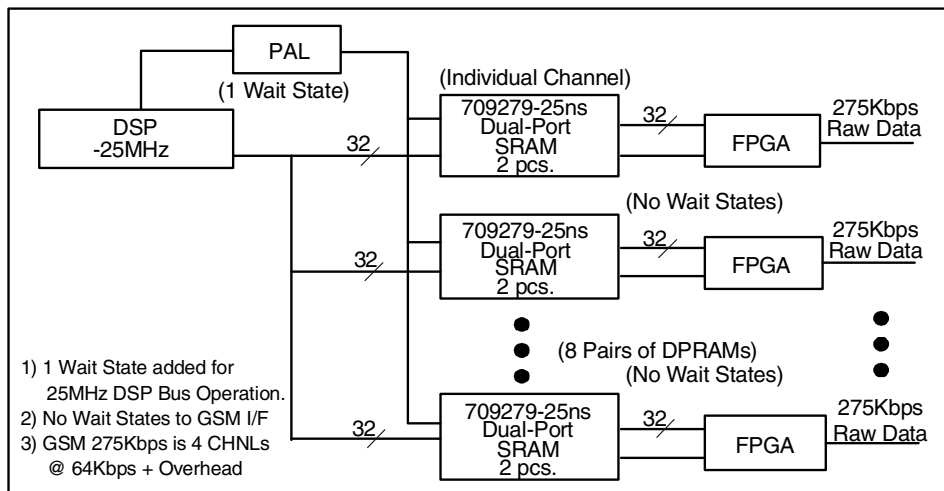 PAL
(1 Wait State)
DSP
-25MHz
(Individual Channel)
32
709279-25ns
Dual-Port
SRAM
2 pcs.
32
FPGA
275Kbps
Raw Data
(No Wait States)
32
709279-25ns
Dual-Port
SRAM
2 pcs.
32
FPGA
275Kbps
Raw Data
(8 Pairs of DPRAMs)
(No Wait States)
32
709279-25ns
Dual-Port
SRAM
2 pcs.
32
FPGA
275Kbps
Raw Data
1) 1 Wait State added for
25MHz DSP Bus Operation.
2) No Wait States to GSM I/F
3) GSM 275Kbps is 4 CHNLs
@ 64Kbps + Overhead